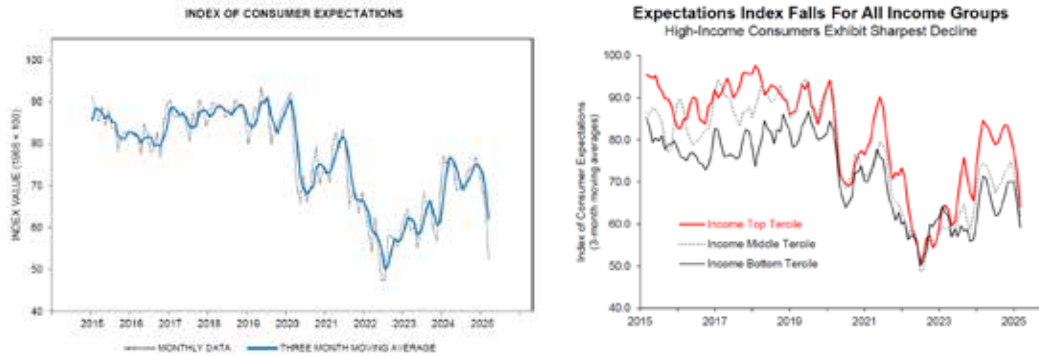 INDEX OF CONSUMER EXPECTATIONS
INDEX VALUE (1966 = 100)
100
90
80
70
60
50
40
2015 2016 2017 2018 2019 2020 2021 2022 2023 2024 2025
MONTHLY DATA THREE MONTH MOVING AVERAGE
Expectations Index Falls For All Income Groups
High-Income Consumers Exhibit Sharpest Decline
Index of Consumer Expectations
(3-month moving averages)
100.0
90.0
80.0
70.0
60.0
50.0
40.0
Income Top Tercile
Income Middle Tercile
Income Bottom Tercile
2015 2017 2019 2021 2023 2025